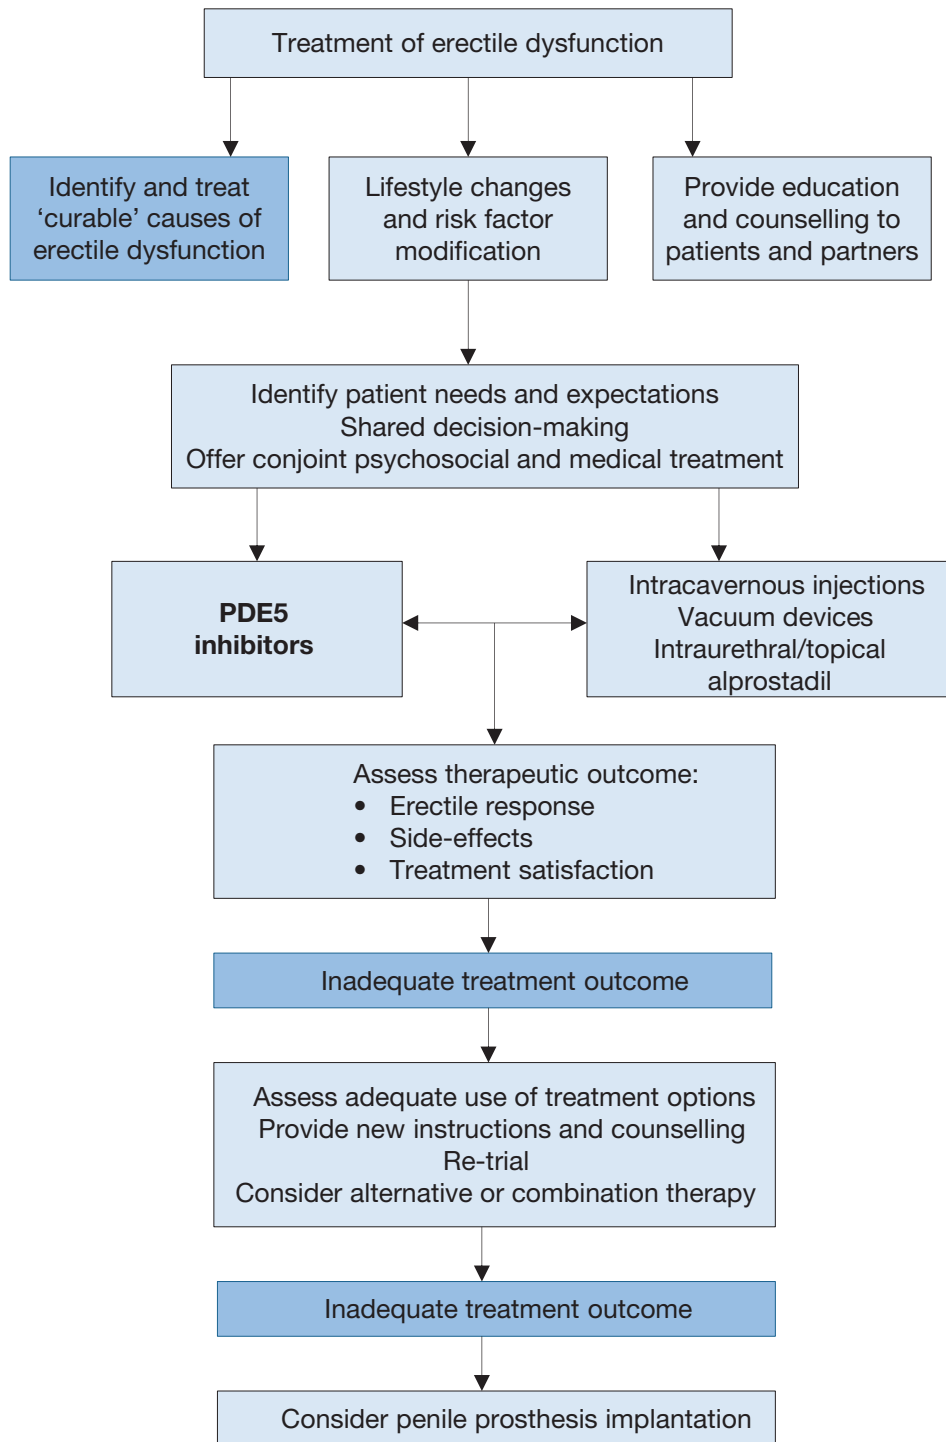 Treatment of erectile dysfunction
Identify and treat
‘curable’ causes of
erectile dysfunction
Lifestyle changes
and risk factor
modification
Provide education
and counselling to
patients and partners
Identify patient needs and expectations
Shared decision-making
Offer conjoint psychosocial and medical treatment
PDE5
inhibitors
Intracavernous injections
Vacuum devices
Intraurethral/topical
alprostadil
Assess therapeutic outcome:
• Erectile response
• Side-effects
• Treatment satisfaction
Inadequate treatment outcome
Assess adequate use of treatment options
Provide new instructions and counselling
Re-trial
Consider alternative or combination therapy
Inadequate treatment outcome
Consider penile prosthesis implantation